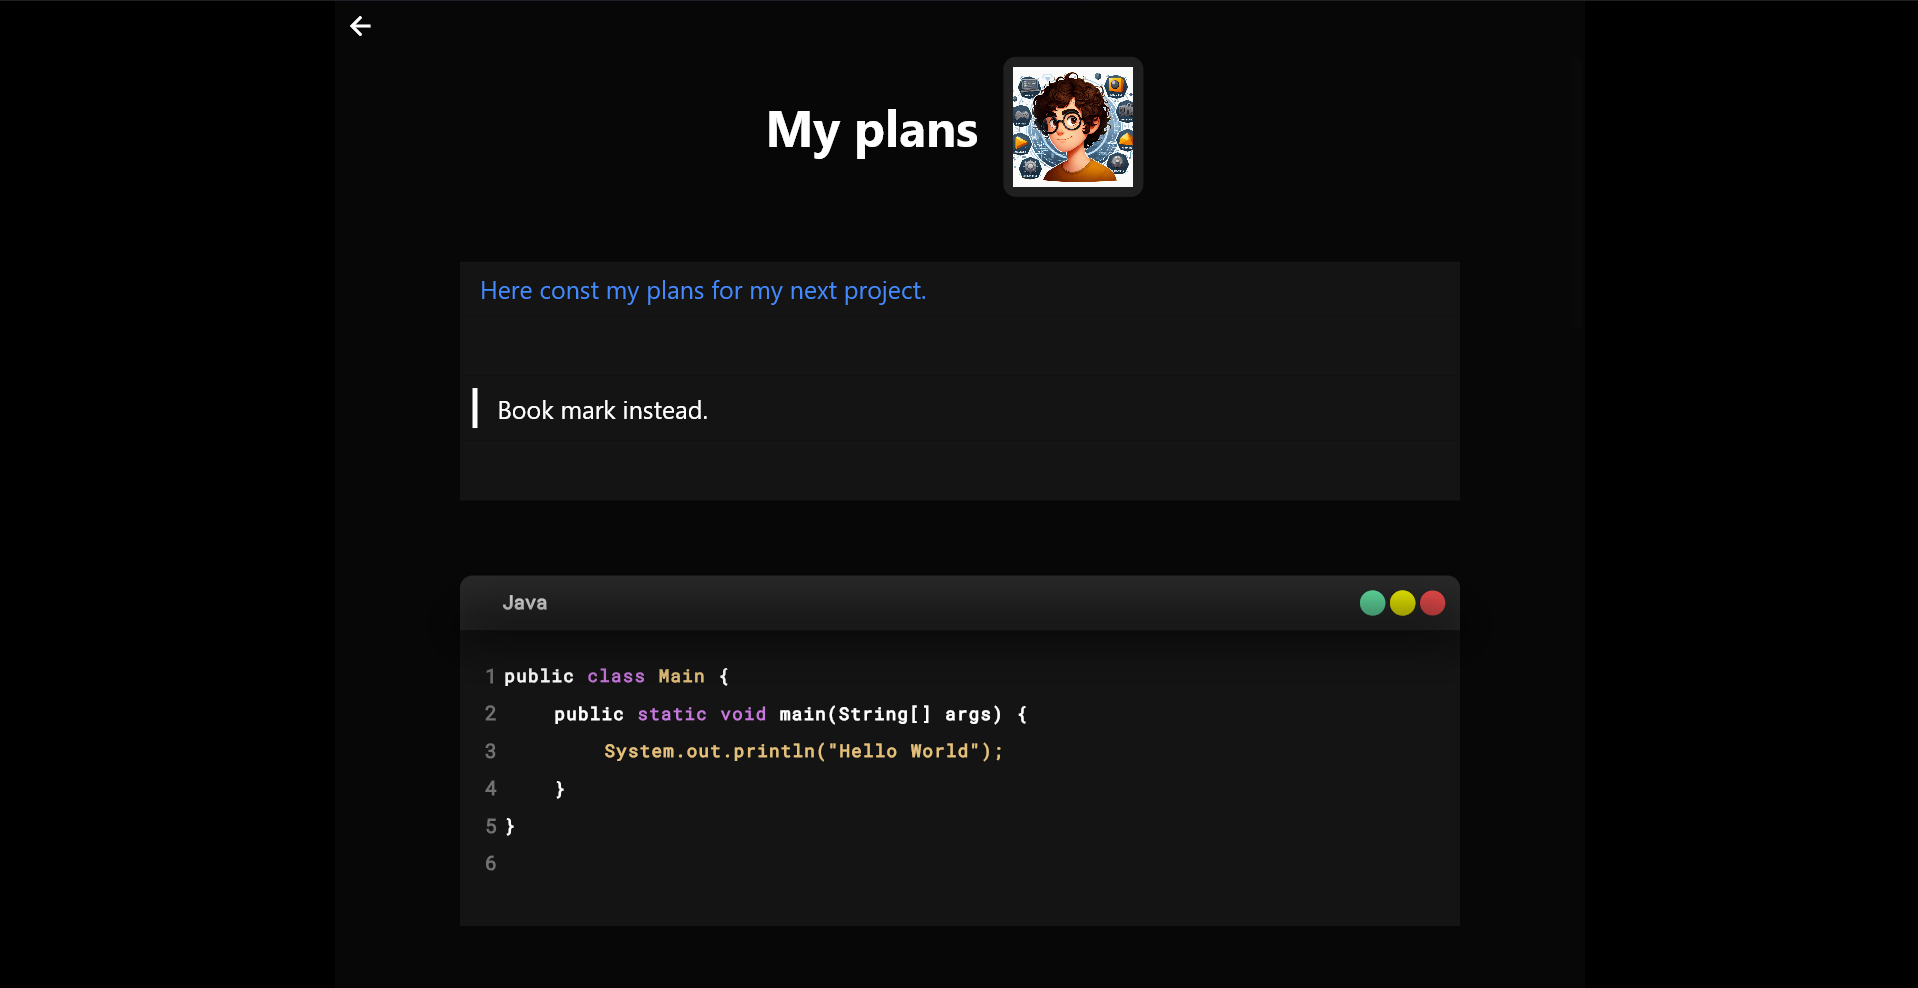 My plans
Here const my plans for my next project.
Book mark instead.
Java
1 public class Main {
2 public static void main(String[] args) {
3 System.out.println("Hello World");
4 }
5 }
6